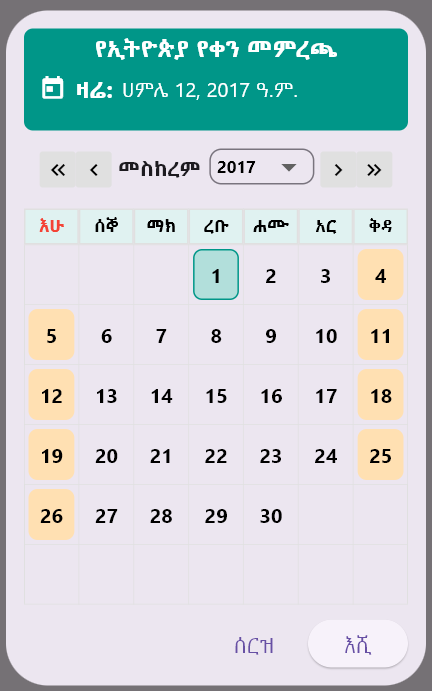 የኢትዮጵያ የቀን መምረጫ
ዛሬ: ሀምሌ 12, 2017 ዓ.ም.
መስከረም 2017
እሁ ሰኞ ማክ ረቡ ሐሙ አር ቅዳ
1 2 3 4
5 6 7 8 9 10 11
12 13 14 15 16 17 18
19 20 21 22 23 24 25
26 27 28 29 30
ሰርዝ እሺ